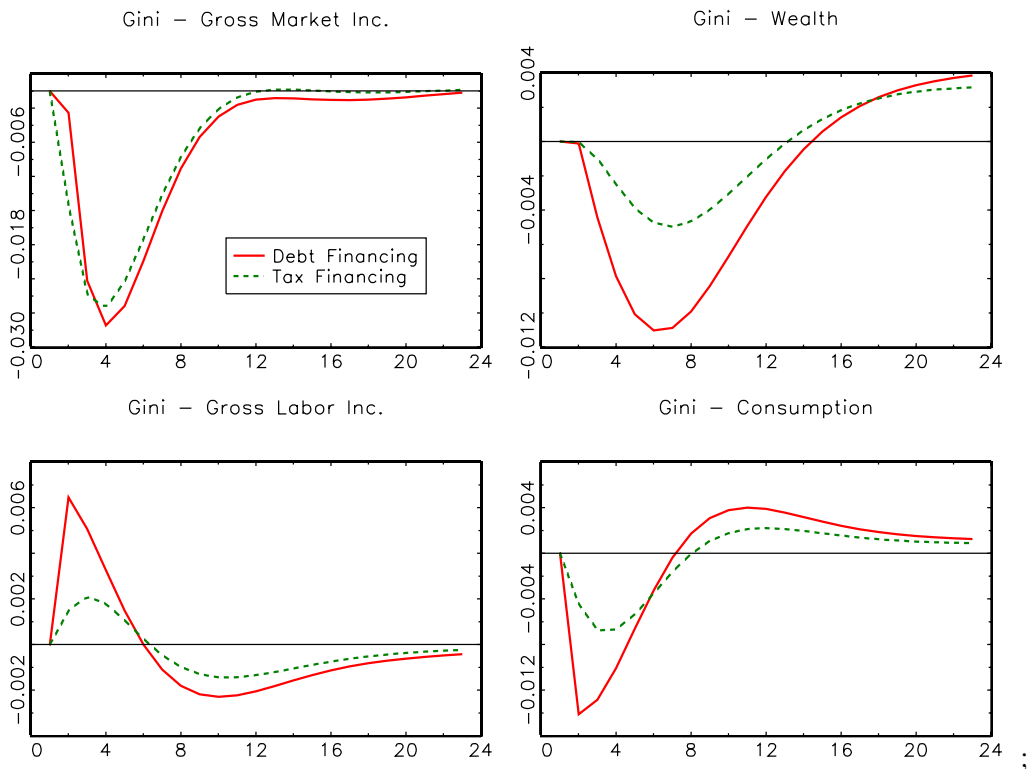 Gini – Gross Market Inc.
-0.006
-0.018
-0.030
Debt Financing
Tax Financing
0 4 8 12 16 20 24
Gini – Wealth
0.004
-0.004
-0.012
0 4 8 12 16 20 24
Gini – Gross Labor Inc.
0.006
0.002
-0.002
0 4 8 12 16 20 24
Gini – Consumption
0.004
-0.004
-0.012
0 4 8 12 16 20 24
;